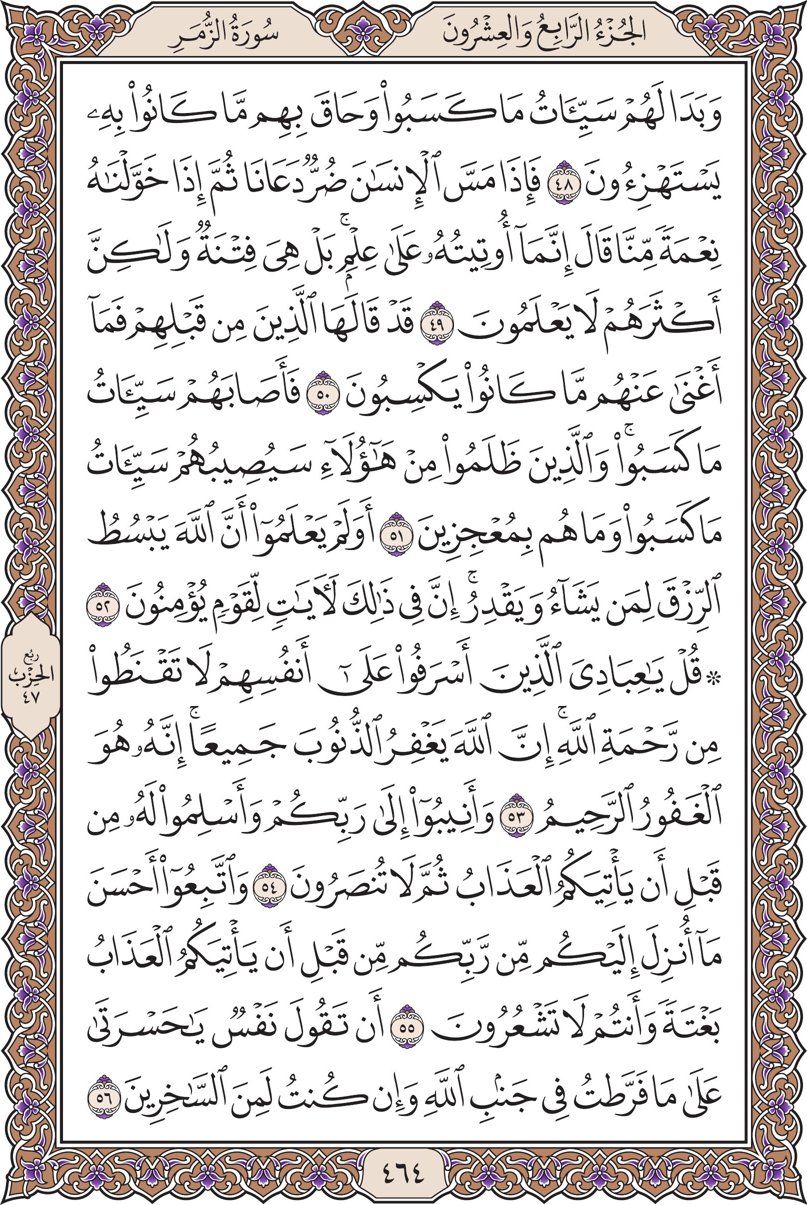 الجُزْءُ الرَّابِعُ وَالعِشْرُونَ
سُورَةُ الزُّمَرِ
وَبَدَا لَهُمْ سَيِّـَٔاتُ مَا كَسَبُوا۟ وَحَاقَ بِهِم مَّا كَانُوا۟ بِهِۦ
يَسْتَهْزِءُونَ ٤٨ فَإِذَا مَسَّ ٱلْإِنسَـٰنَ ضُرٌّ دَعَانَا ثُمَّ إِذَا خَوَّلْنَـٰهُ
نِعْمَةً مِّنَّا قَالَ إِنَّمَآ أُوتِيتُهُۥ عَلَىٰ عِلْمٍۭ ۚ بَلْ هِىَ فِتْنَةٌ وَلَـٰكِنَّ
أَكْثَرَهُمْ لَا يَعْلَمُونَ ٤٩ قَدْ قَالَهَا ٱلَّذِينَ مِن قَبْلِهِمْ فَمَآ
أَغْنَىٰ عَنْهُم مَّا كَانُوا۟ يَكْسِبُونَ ٥٠ فَأَصَابَهُمْ سَيِّـَٔاتُ
مَا كَسَبُوا۟ ۚ وَٱلَّذِينَ ظَلَمُوا۟ مِنْ هَـٰٓؤُلَآءِ سَيُصِيبُهُمْ سَيِّـَٔاتُ
مَا كَسَبُوا۟ وَمَا هُم بِمُعْجِزِينَ ٥١ أَوَلَمْ يَعْلَمُوٓا۟ أَنَّ ٱللَّهَ يَبْسُطُ
ٱلرِّزْقَ لِمَن يَشَآءُ وَيَقْدِرُ ۚ إِنَّ فِى ذَٰلِكَ لَـَٔايَـٰتٍ لِّقَوْمٍ يُؤْمِنُونَ ٥٢
۞ قُلْ يَـٰعِبَادِىَ ٱلَّذِينَ أَسْرَفُوا۟ عَلَىٰٓ أَنفُسِهِمْ لَا تَقْنَطُوا۟
مِن رَّحْمَةِ ٱللَّهِ ۚ إِنَّ ٱللَّهَ يَغْفِرُ ٱلذُّنُوبَ جَمِيعًا ۚ إِنَّهُۥ هُوَ
ٱلْغَفُورُ ٱلرَّحِيمُ ٥٣ وَأَنِيبُوٓا۟ إِلَىٰ رَبِّكُمْ وَأَسْلِمُوا۟ لَهُۥ مِن
قَبْلِ أَن يَأْتِيَكُمُ ٱلْعَذَابُ ثُمَّ لَا تُنصَرُونَ ٥٤ وَٱتَّبِعُوٓا۟ أَحْسَنَ
مَآ أُنزِلَ إِلَيْكُم مِّن رَّبِّكُم مِّن قَبْلِ أَن يَأْتِيَكُمُ ٱلْعَذَابُ
بَغْتَةً وَأَنتُمْ لَا تَشْعُرُونَ ٥٥ أَن تَقُولَ نَفْسٌ يَـٰحَسْرَتَىٰ
عَلَىٰ مَا فَرَّطتُ فِى جَنۢبِ ٱللَّهِ وَإِن كُنتُ لَمِنَ ٱلسَّـٰخِرِينَ ٥٦
رُبُعُ
الحِزْبِ
٤٧
٤٦٤